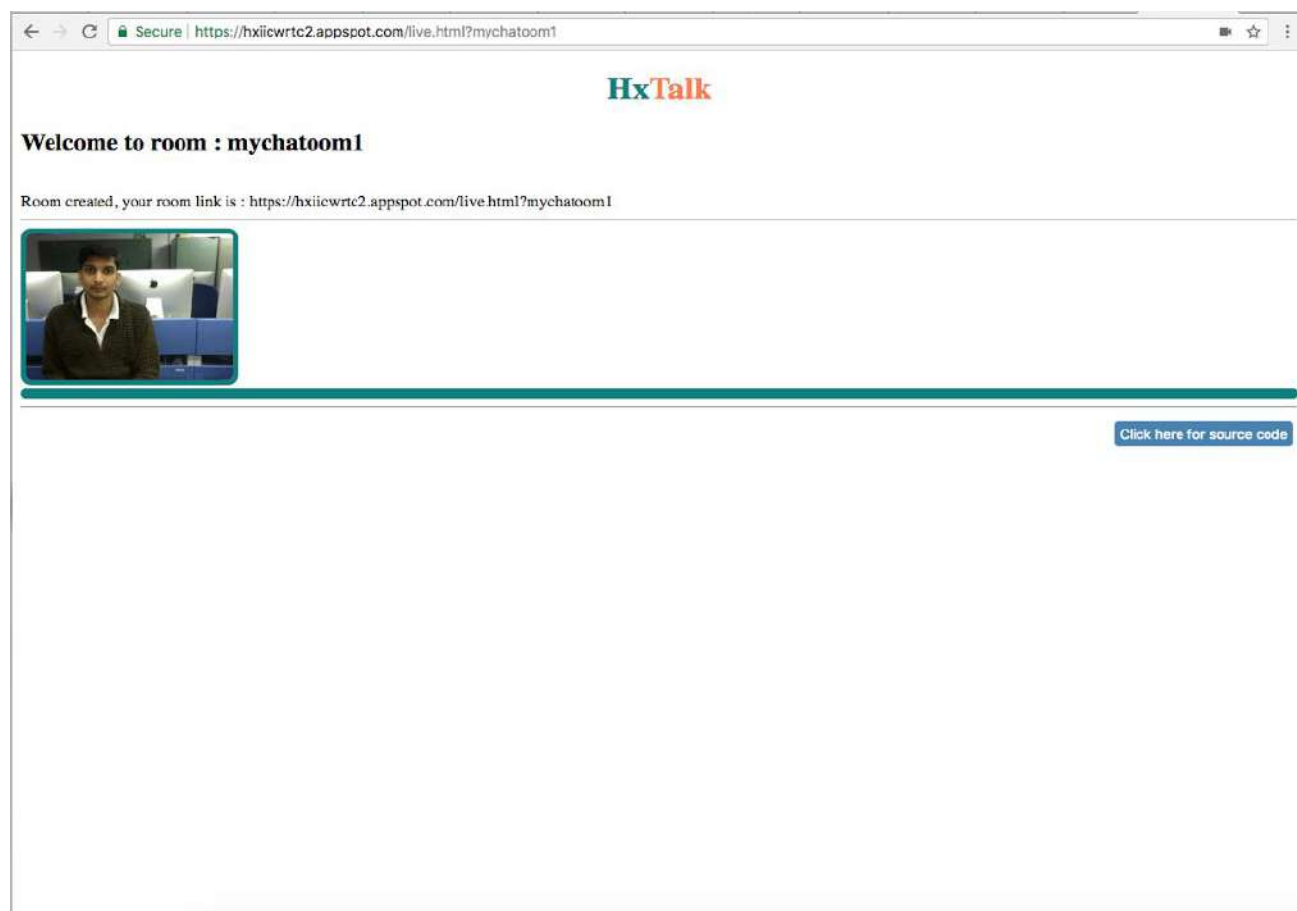 Secure | https://hxiicwrtc2.appspot.com/live.html?mychatoom1
HxTalk
Welcome to room : mychatoom1
Room created, your room link is : https://hxiicwrtc2.appspot.com/live.html?mychatoom1
Click here for source code